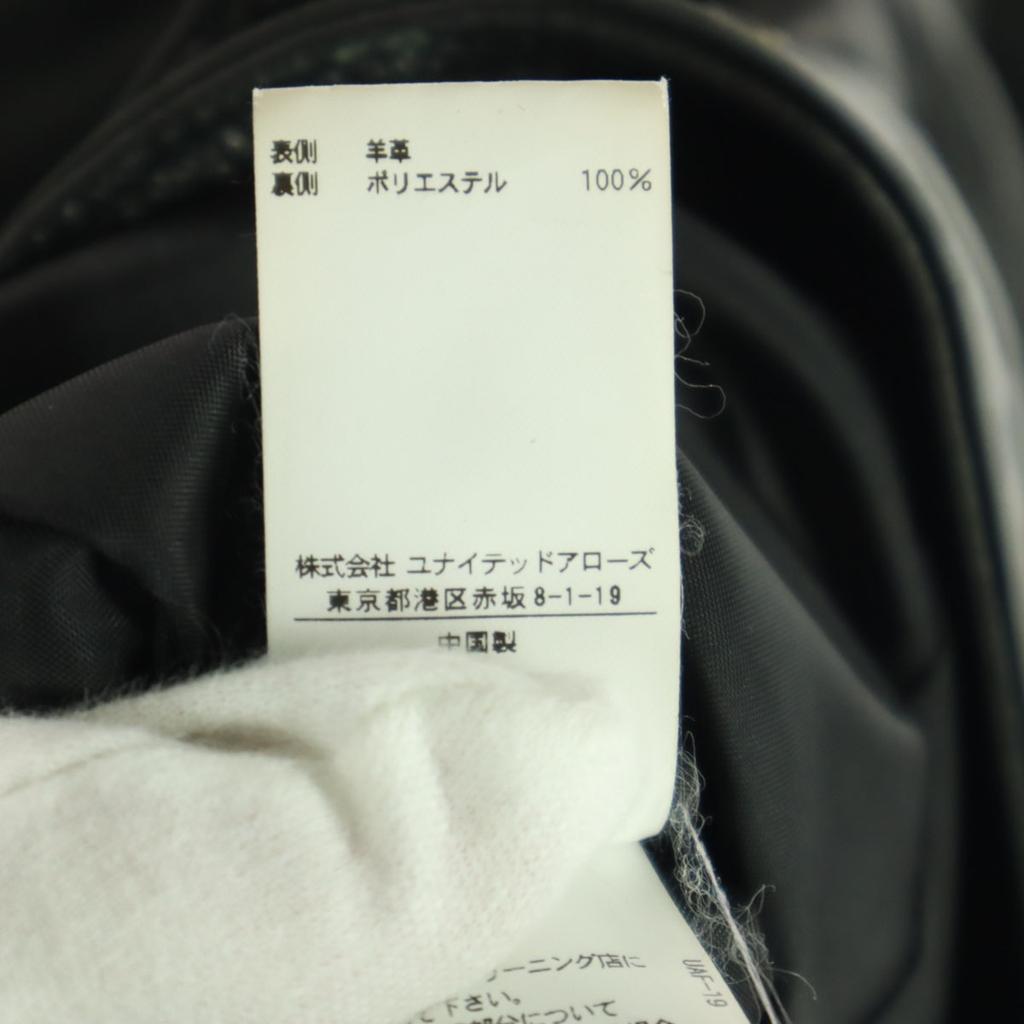 表側 羊革
裏側 ポリエステル 100%
株式会社 ユナイテッドアローズ
東京都港区赤坂8-1-19
中国製
ーニング店に
て下さい。
部分について
UAF-19